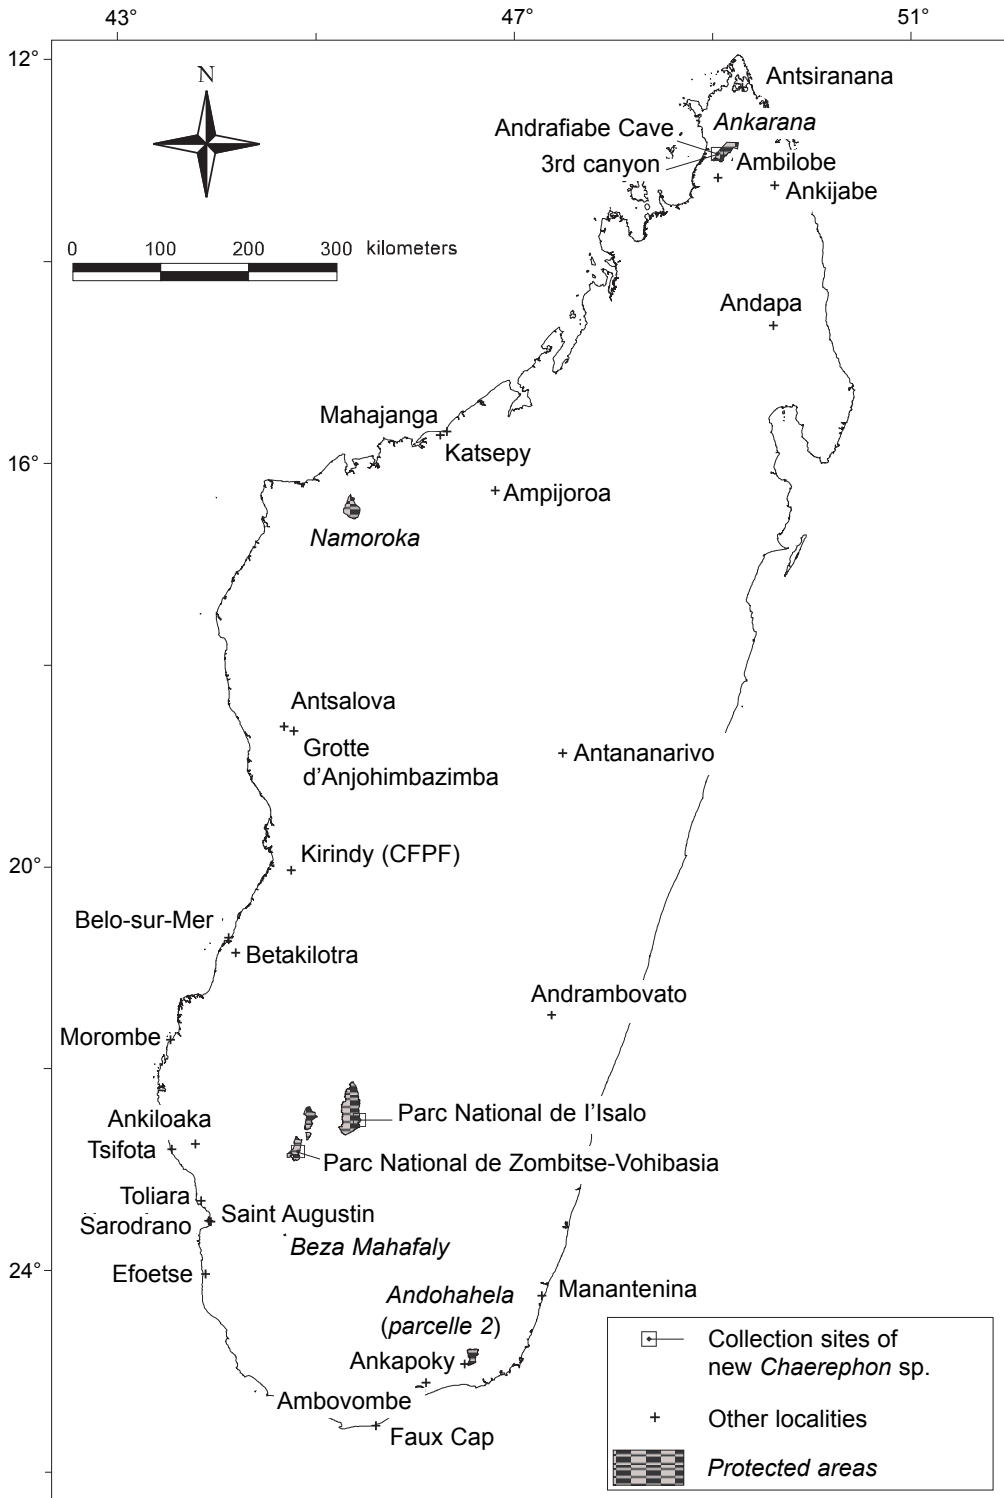 43°
47°
51°
12°
N
Antsiranana
Ankarana
Andrafiabe Cave
3rd canyon
Ambilobe
Ankijabe
0 100 200 300 kilometers
Andapa
Mahajanga
Katsepy
16°
Ampijoroa
Namoroka
Antsalova
Grotte
d'Anjohimbazimba
Antananarivo
20°
Kirindy (CFPF)
Belo-sur-Mer
Betakilotra
Andrambovato
Morombe
Ankiloaka
Parc National de l'Isalo
Tsifota
Parc National de Zombitse-Vohibasia
Toliara
Saint Augustin
Sarodrano
Beza Mahafaly
24°
Efoetse
Andohahela
(parcelle 2)
Manantenina
Ankapoky
Ambovombe
Faux Cap
Collection sites of
new Chaerephon sp.
Other localities
Protected areas